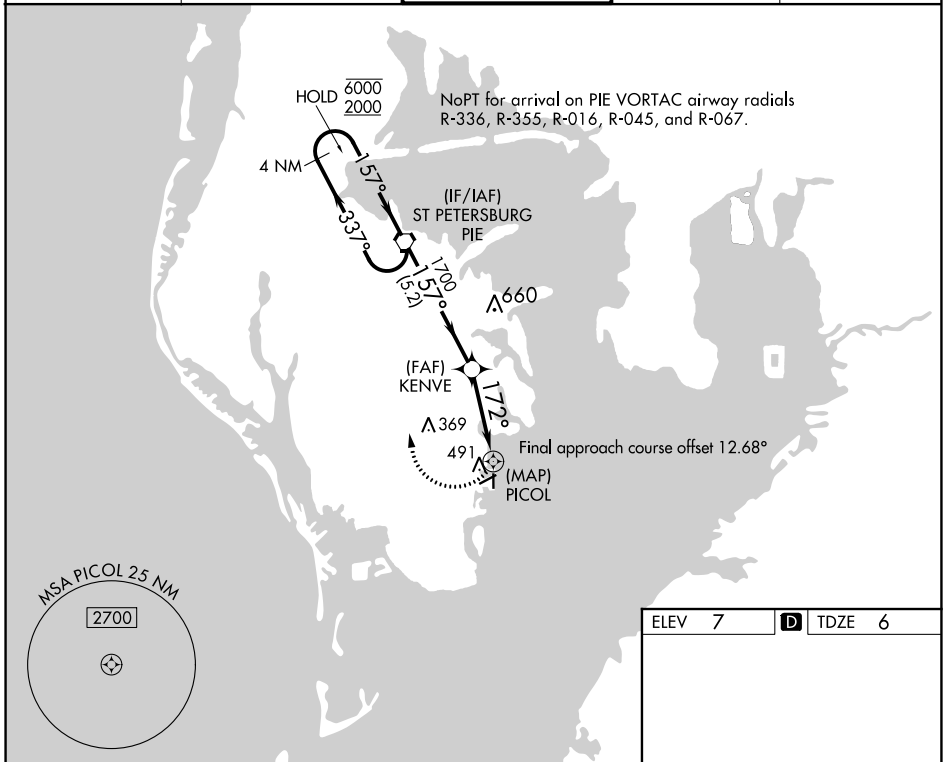 HOLD 6000
2000
NoPT for arrival on PIE VORTAC airway radials
R-336, R-355, R-016, R-045, and R-067.
4 NM
157°
(IF/IAF)
ST PETERSBURG
PIE
337°
1700
157°
(5.2)
660
(FAF)
KENVE
172°
369
491
Final approach course offset 12.68°
(MAP)
PICOL
MSA PICOL 25 NM
2700
ELEV 7 D TDZE 6